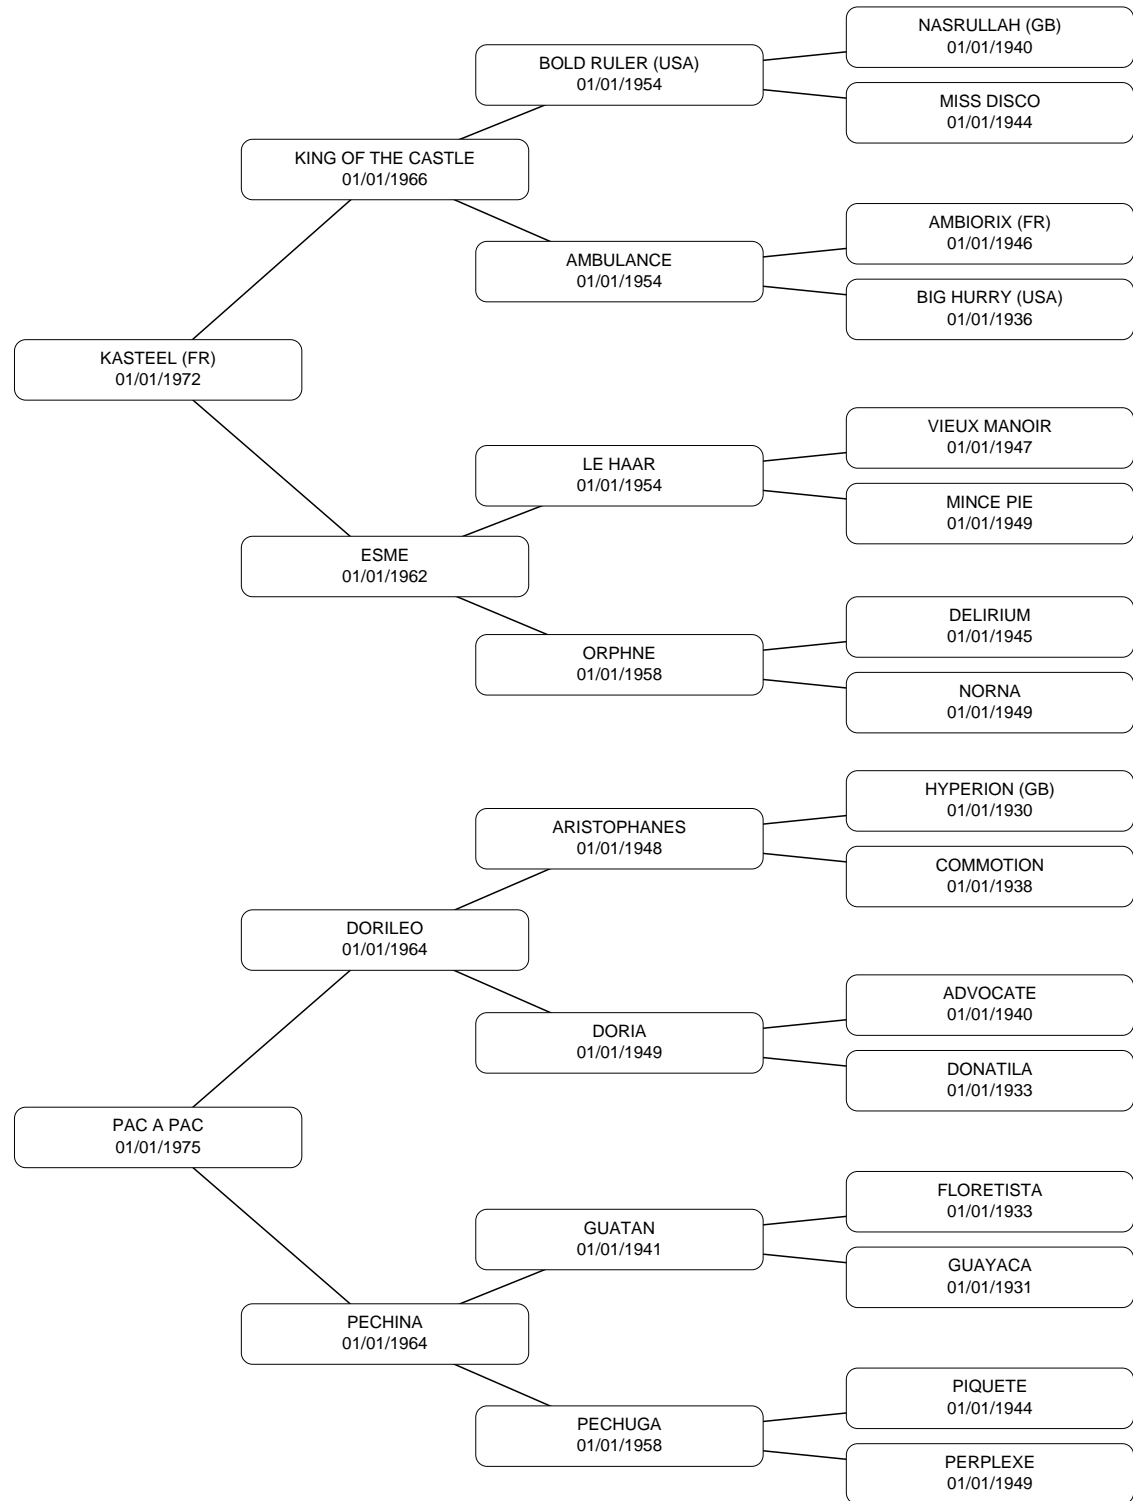 NASRULLAH (GB)
01/01/1940
BOLD RULER (USA)
01/01/1954
MISS DISCO
01/01/1944
KING OF THE CASTLE
01/01/1966
AMBIORIX (FR)
01/01/1946
AMBULANCE
01/01/1954
BIG HURRY (USA)
01/01/1936
KASTEEL (FR)
01/01/1972
VIEUX MANOIR
01/01/1947
LE HAAR
01/01/1954
MINCE PIE
01/01/1949
ESME
01/01/1962
DELIRIUM
01/01/1945
ORPHNE
01/01/1958
NORNA
01/01/1949
HYPERION (GB)
01/01/1930
ARISTOPHANES
01/01/1948
COMMOTION
01/01/1938
DORILEO
01/01/1964
ADVOCATE
01/01/1940
DORIA
01/01/1949
DONATILA
01/01/1933
PAC A PAC
01/01/1975
FLORETISTA
01/01/1933
GUATAN
01/01/1941
GUAYACA
01/01/1931
PECHINA
01/01/1964
PIQUETE
01/01/1944
PECHUGA
01/01/1958
PERPLEXE
01/01/1949